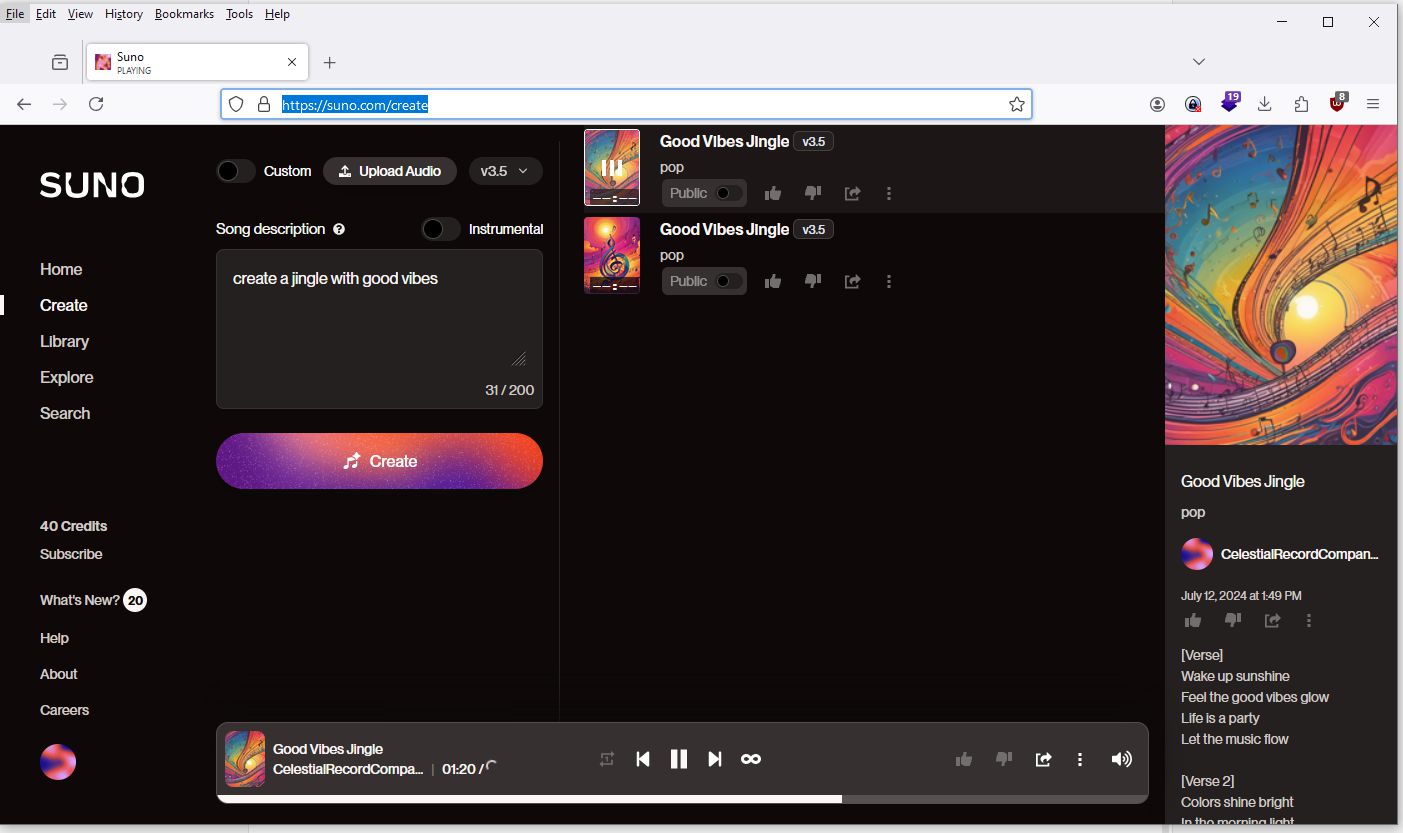 File Edit View History Bookmarks Tools Help
Suno
PLAYING
https://suno.com/create
19
8
SUNO
Home
Create
Library
Explore
Search
40 Credits
Subscribe
What's New? 20
Help
About
Careers
Custom
Upload Audio
v3.5
Song description
Instrumental
create a jingle with good vibes
31 / 200
Create
Good Vibes Jingle v3.5
pop
Public
--:--
Good Vibes Jingle v3.5
pop
Public
--:--
Good Vibes Jingle
pop
CelestialRecordCompan...
July 12, 2024 at 1:49 PM
[Verse]
Wake up sunshine
Feel the good vibes glow
Life is a party
Let the music flow
[Verse 2]
Colors shine bright
In the morning light
Good Vibes Jingle
CelestialRecordCompa... | 01:20 /